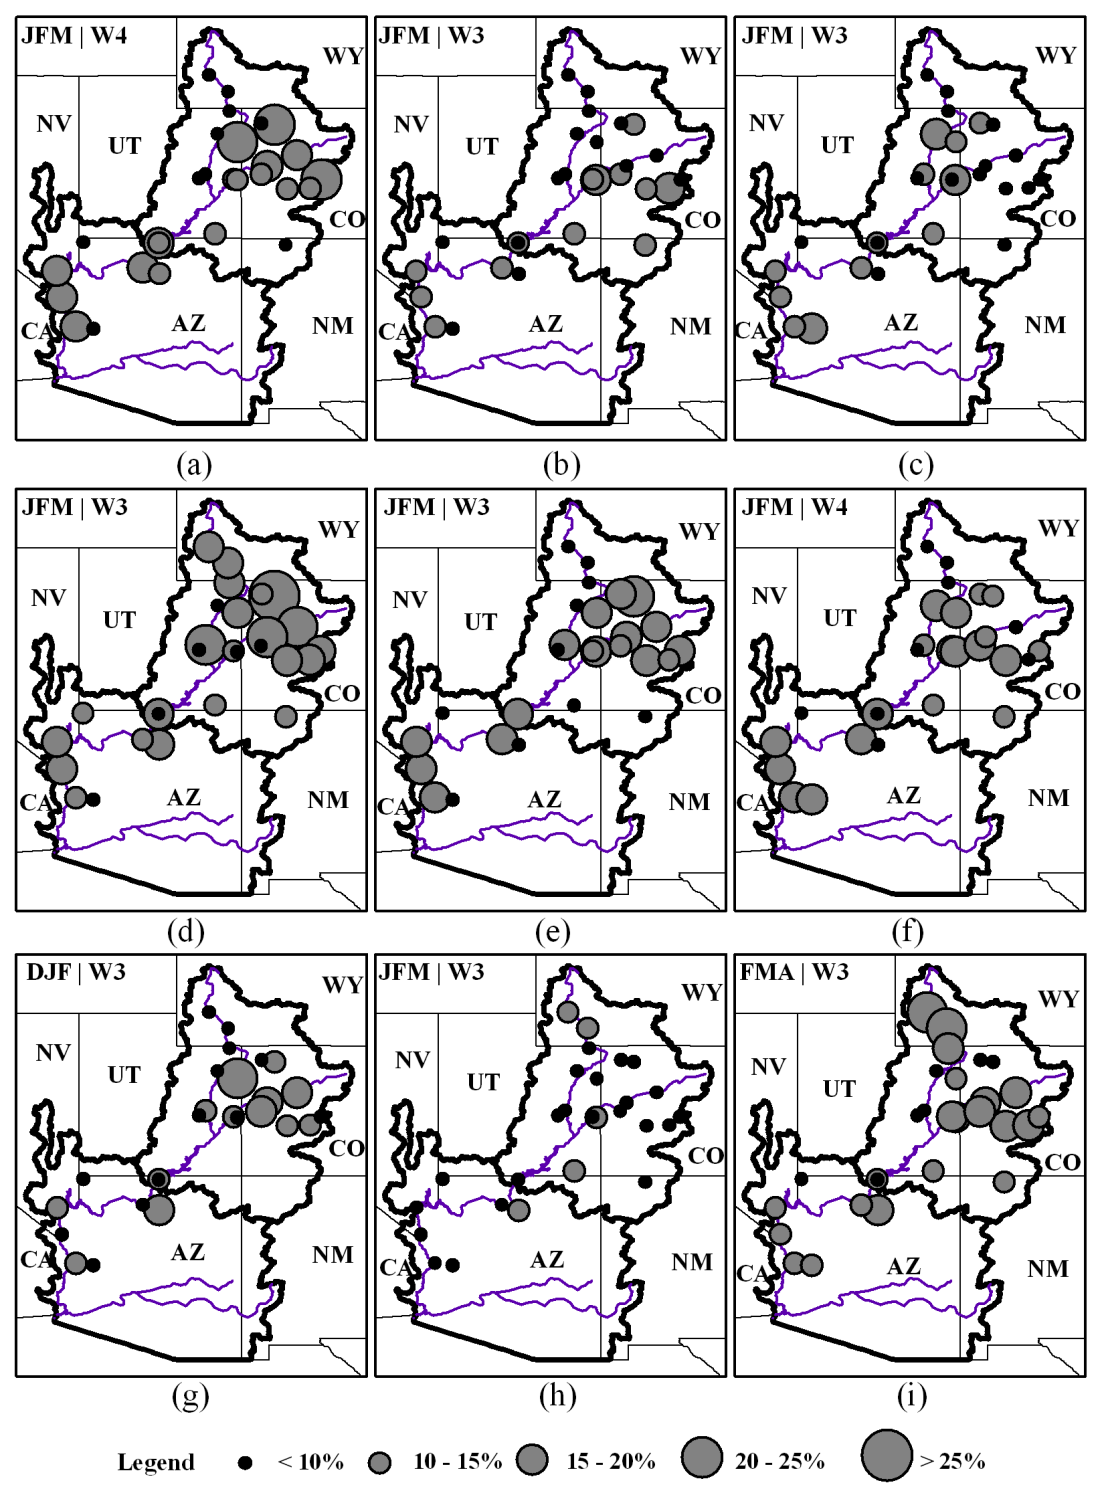 JFM | W4
WY
NV
UT
CO
CA
AZ
NM
(a)
JFM | W3
WY
NV
UT
CO
CA
AZ
NM
(b)
JFM | W3
WY
NV
UT
CO
CA
AZ
NM
(c)
JFM | W3
WY
NV
UT
CO
CA
AZ
NM
(d)
JFM | W3
WY
NV
UT
CO
CA
AZ
NM
(e)
JFM | W4
WY
NV
UT
CO
CA
AZ
NM
(f)
DJF | W3
WY
NV
UT
CO
CA
AZ
NM
(g)
JFM | W3
WY
NV
UT
CO
CA
AZ
NM
(h)
FMA | W3
WY
NV
UT
CO
CA
AZ
NM
(i)
Legend < 10% 10 - 15% 15 - 20% 20 - 25% > 25%